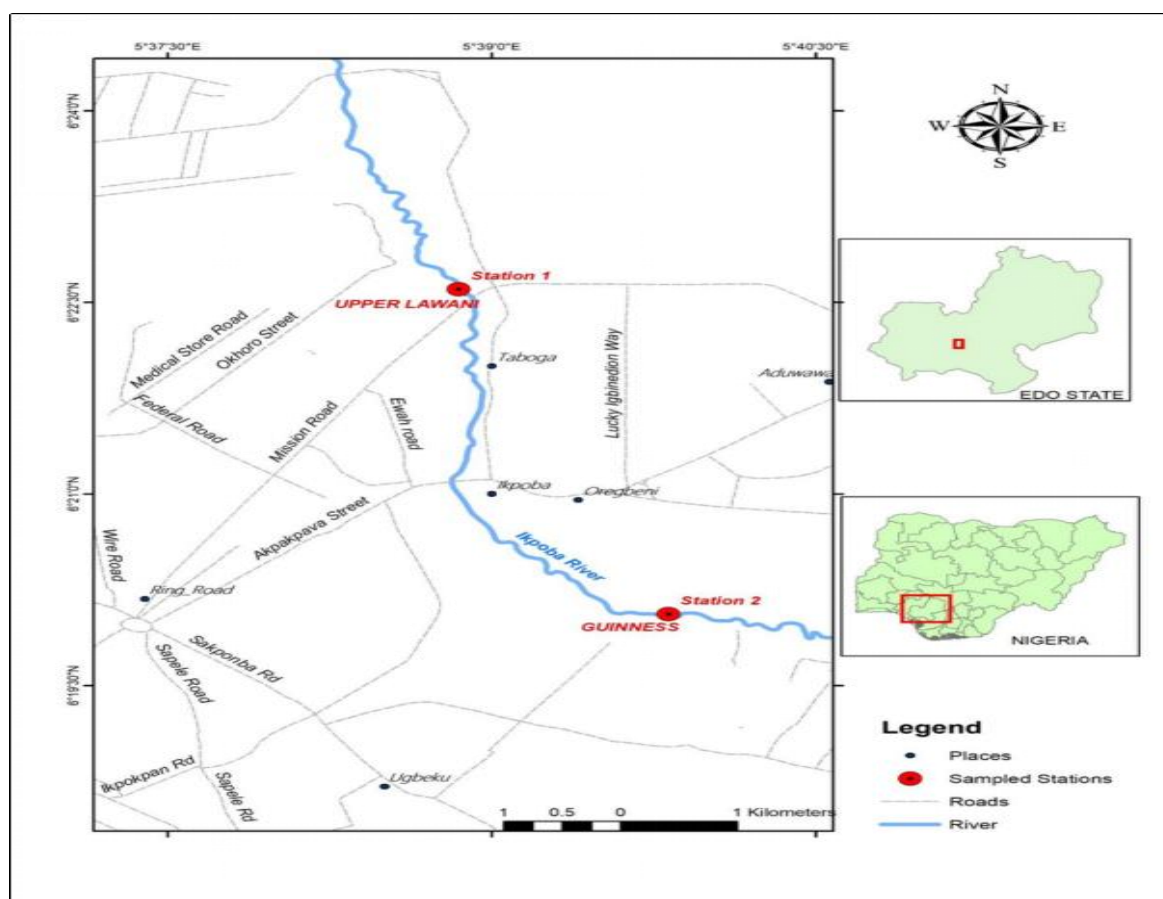 5°37'30"E
5°39'0"E
5°40'30"E
6°24'0"N
6°22'30"N
6°21'0"N
6°19'30"N
N
W
E
S
Station 1
UPPER LAWANI
Medical Store Road
Okhoro Street
Federal Road
Mission Road
Ewah road
Taboga
Lucky Igbinedion Way
Aduwawa
Ikpoba
Oregbeni
Akpakpava Street
Wire Road
Ring_Road
Ikpoba River
Station 2
GUINNESS
Sapele Road
Sakponba Rd
Ikpokpan Rd
Sapele Rd
Ugbeku
1 0.5 0 1 Kilometers
EDO STATE
NIGERIA
Legend
Places
Sampled Stations
Roads
River